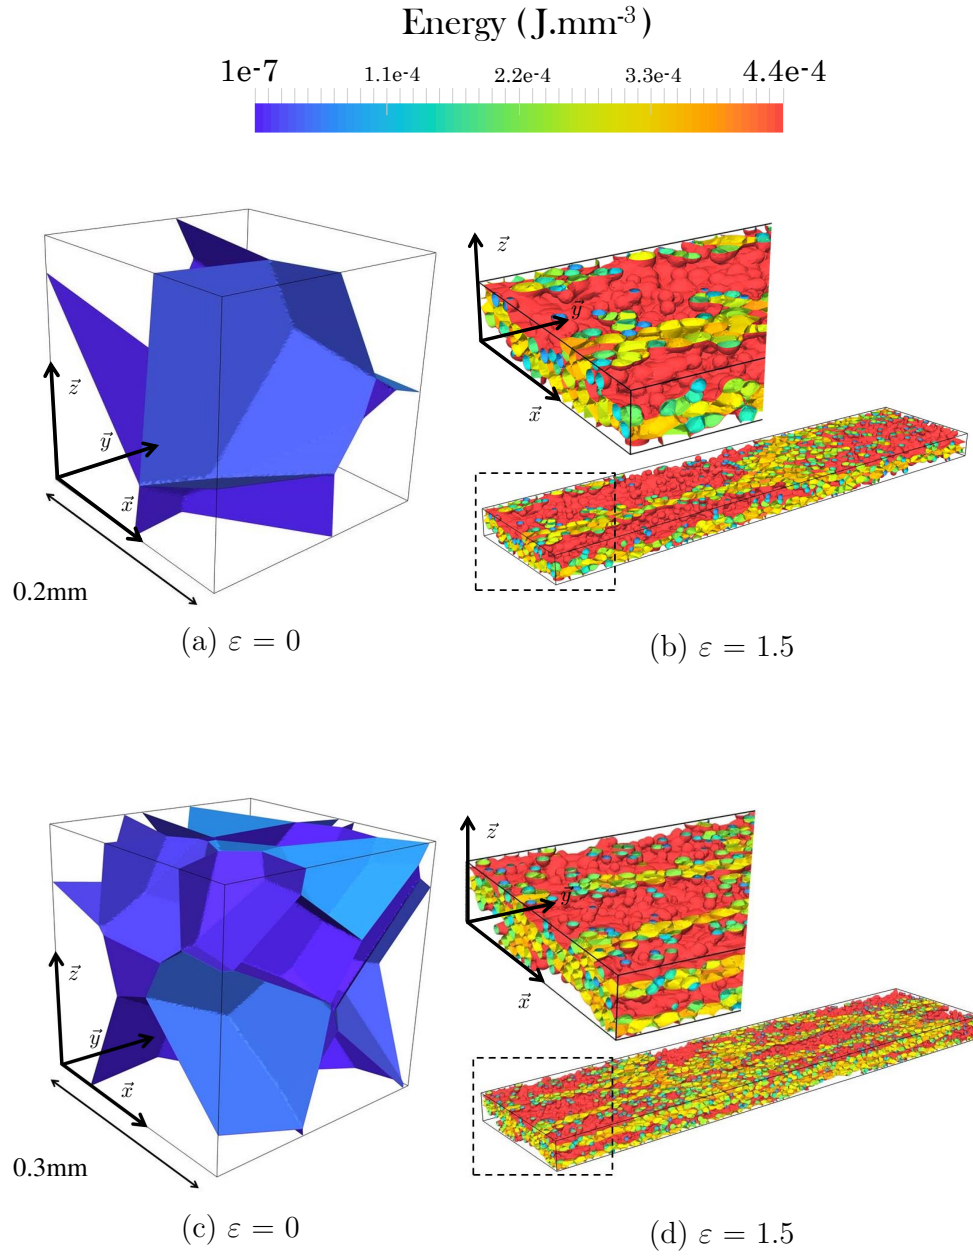 Energy (J.mm⁻³)
1e⁻⁷ 1.1e⁻⁴ 2.2e⁻⁴ 3.3e⁻⁴ 4.4e⁻⁴
z⃗
y⃗
x⃗
0.2mm
(a) ε = 0
z⃗
y⃗
x⃗
(b) ε = 1.5
z⃗
y⃗
x⃗
0.3mm
(c) ε = 0
z⃗
y⃗
x⃗
(d) ε = 1.5